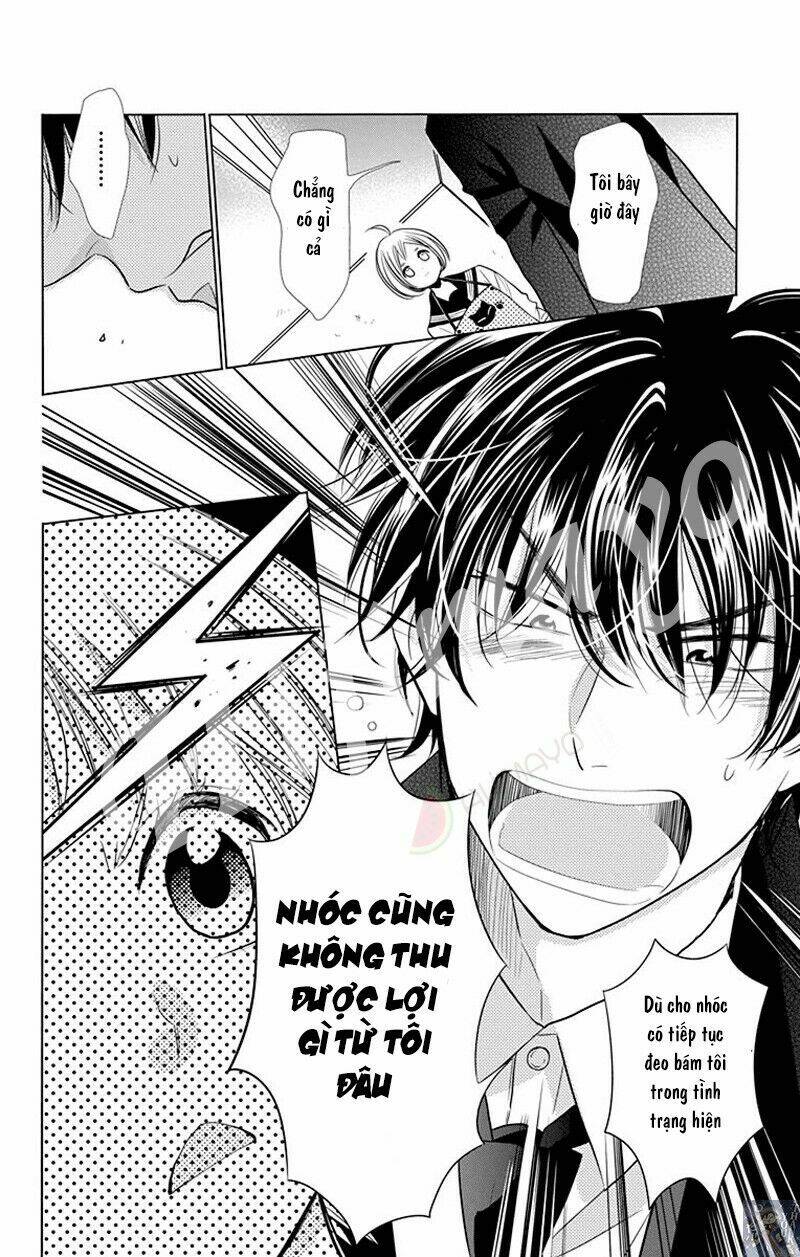 Tôi bây
giờ đây
Chẳng
có gì
cả
..........
Dù cho nhóc
có tiếp tục
đeo bám tôi
trong tình
trạng hiện
NHÓC CŨNG
KHÔNG THU
ĐƯỢC LỢI
GÌ TỪ TÔI
ĐÂU